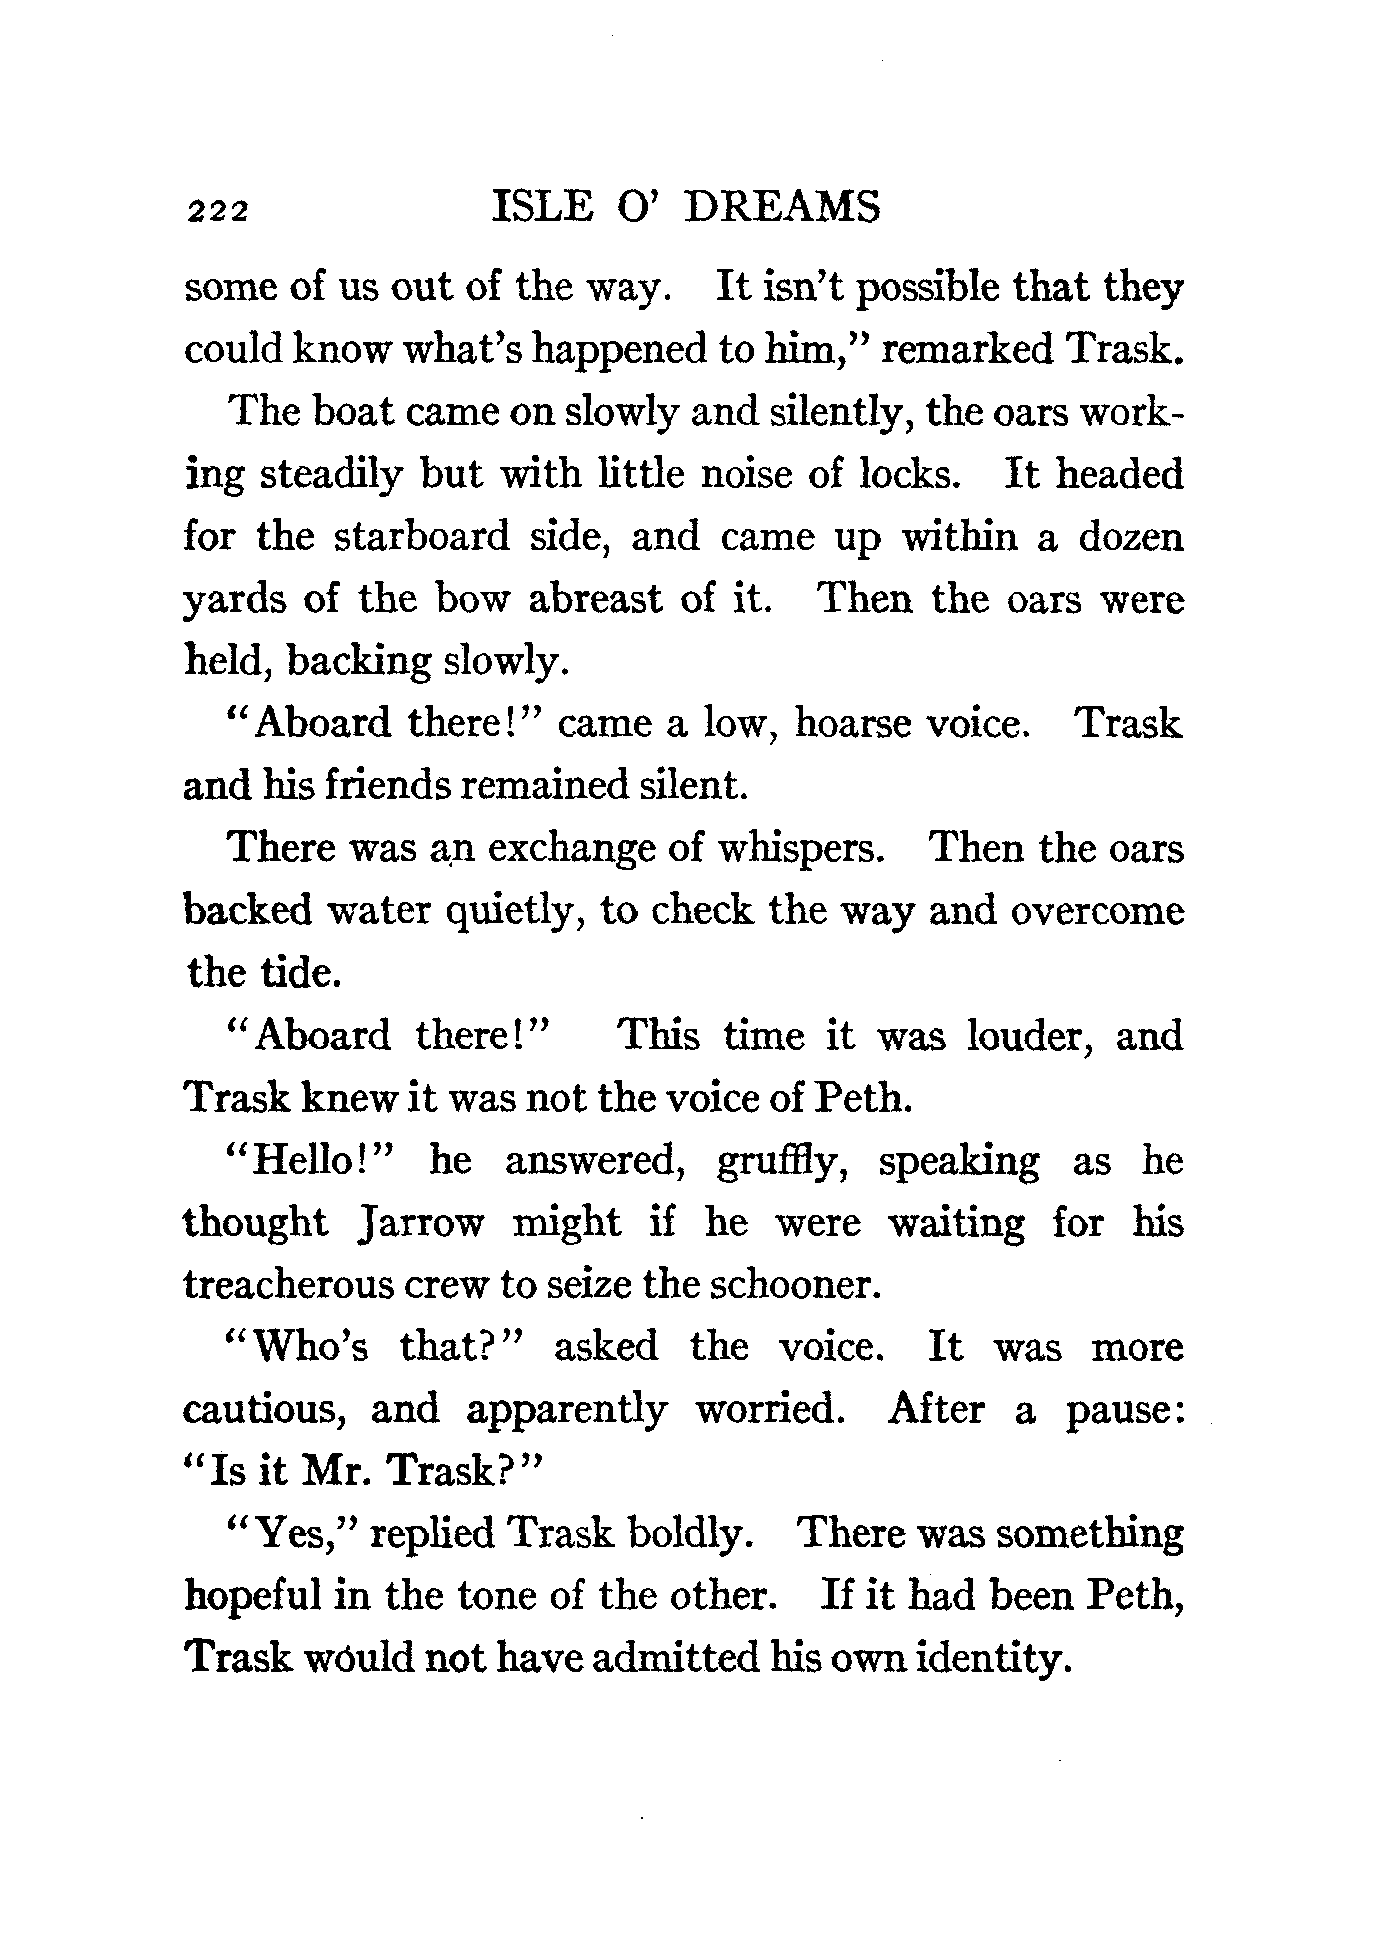 222 ISLE O' DREAMS
some of us out of the way. It isn't possible that they
could know what's happened to him," remarked Trask.
The boat came on slowly and silently, the oars work-
ing steadily but with little noise of locks. It headed
for the starboard side, and came up within a dozen
yards of the bow abreast of it. Then the oars were
held, backing slowly.
"Aboard there!" came a low, hoarse voice. Trask
and his friends remained silent.
There was an exchange of whispers. Then the oars
backed water quietly, to check the way and overcome
the tide.
"Aboard there!" This time it was louder, and
Trask knew it was not the voice of Peth.
"Hello!" he answered, gruffly, speaking as he
thought Jarrow might if he were waiting for his
treacherous crew to seize the schooner.
"Who's that?" asked the voice. It was more
cautious, and apparently worried. After a pause:
"Is it Mr. Trask?"
"Yes," replied Trask boldly. There was something
hopeful in the tone of the other. If it had been Peth,
Trask would not have admitted his own identity.